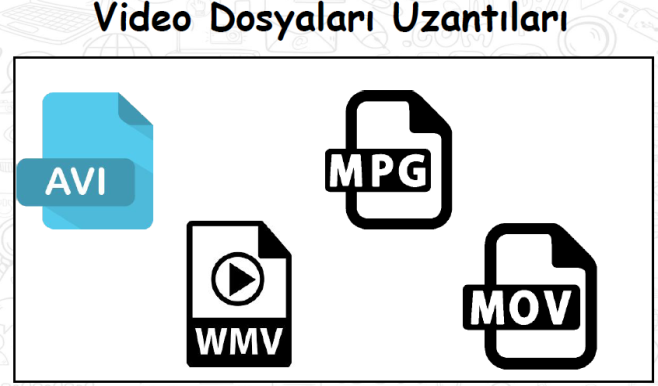 Video Dosyaları Uzantıları
AVI
MPG
WMV
MOV